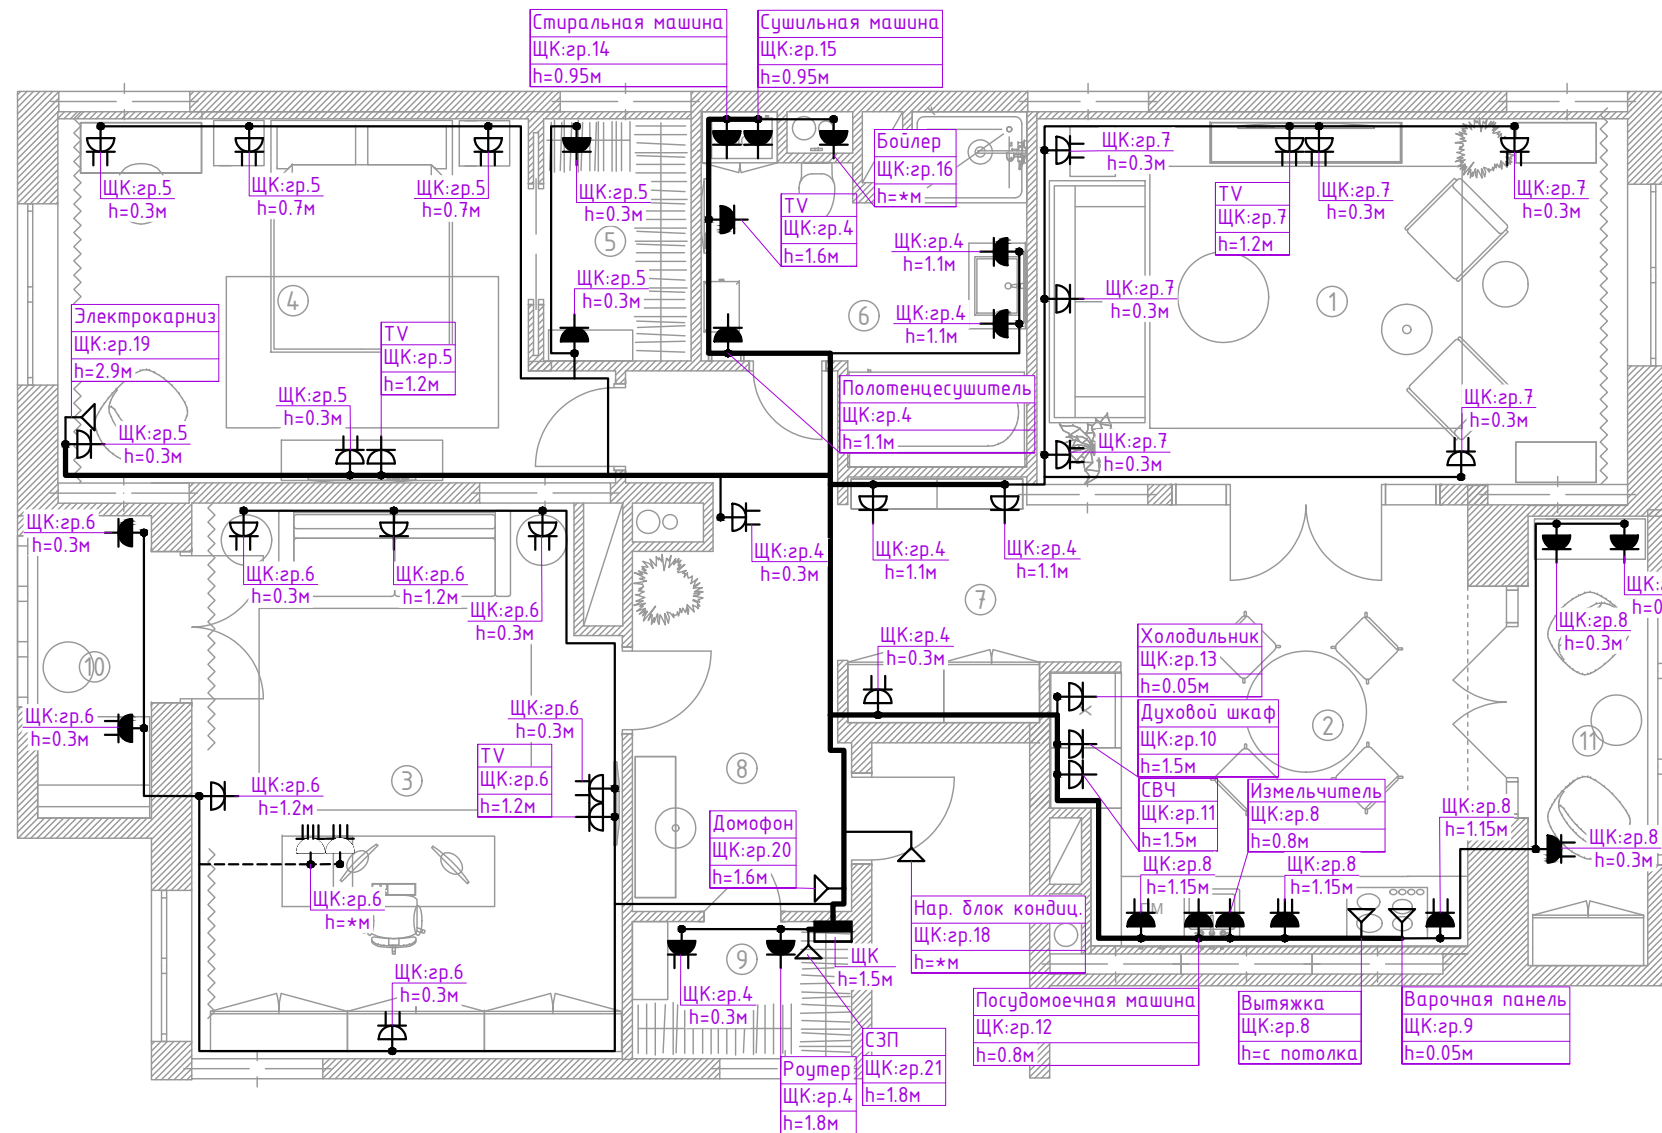 Стиральная машина
ЩК:гр.14
h=0.95м
Сушильная машина
ЩК:гр.15
h=0.95м
Бойлер
ЩК:гр.16
h=*м
ЩК:гр.5
h=0.3м
ЩК:гр.5
h=0.7м
ЩК:гр.5
h=0.7м
ЩК:гр.5
h=0.3м
5
ЩК:гр.5
h=0.3м
TV
ЩК:гр.4
h=1.6м
ЩК:гр.4
h=1.1м
ЩК:гр.4
h=1.1м
6
ЩК:гр.7
h=0.3м
TV
ЩК:гр.7
h=1.2м
ЩК:гр.7
h=0.3м
ЩК:гр.7
h=0.3м
ЩК:гр.7
h=0.3м
1
4
Электрокарниз
ЩК:гр.19
h=2.9м
TV
ЩК:гр.5
h=1.2м
ЩК:гр.5
h=0.3м
ЩК:гр.5
h=0.3м
Полотенцесушитель
ЩК:гр.4
h=1.1м
ЩК:гр.7
h=0.3м
ЩК:гр.7
h=0.3м
ЩК:гр.6
h=0.3м
ЩК:гр.6
h=0.3м
ЩК:гр.6
h=1.2м
ЩК:гр.6
h=0.3м
ЩК:гр.4
h=0.3м
ЩК:гр.4
h=1.1м
ЩК:гр.4
h=1.1м
7
ЩК:гр.8
h=0.3м
10
ЩК:гр.6
h=0.3м
ЩК:гр.4
h=0.3м
Холодильник
ЩК:гр.13
h=0.05м
Духовой шкаф
ЩК:гр.10
h=1.5м
2
11
ЩК:гр.6
h=0.3м
TV
ЩК:гр.6
h=1.2м
3
8
ЩК:гр.6
h=1.2м
СВЧ
ЩК:гр.11
h=1.5м
Измельчитель
ЩК:гр.8
h=0.8м
ЩК:гр.8
h=1.15м
ЩК:гр.8
h=0.3м
Домофон
ЩК:гр.20
h=1.6м
ЩК:гр.8
h=1.15м
ЩК:гр.8
h=1.15м
ЩК:гр.6
h=*м
Нар. блок кондиц.
ЩК:гр.18
h=*м
ЩК:гр.6
h=0.3м
9
ЩК:гр.4
h=0.3м
ЩК
h=1.5м
Посудомоечная машина
ЩК:гр.12
h=0.8м
Вытяжка
ЩК:гр.8
h=с потолка
Варочная панель
ЩК:гр.9
h=0.05м
СЗП
ЩК:гр.21
h=1.8м
Роутер
ЩК:гр.4
h=1.8м